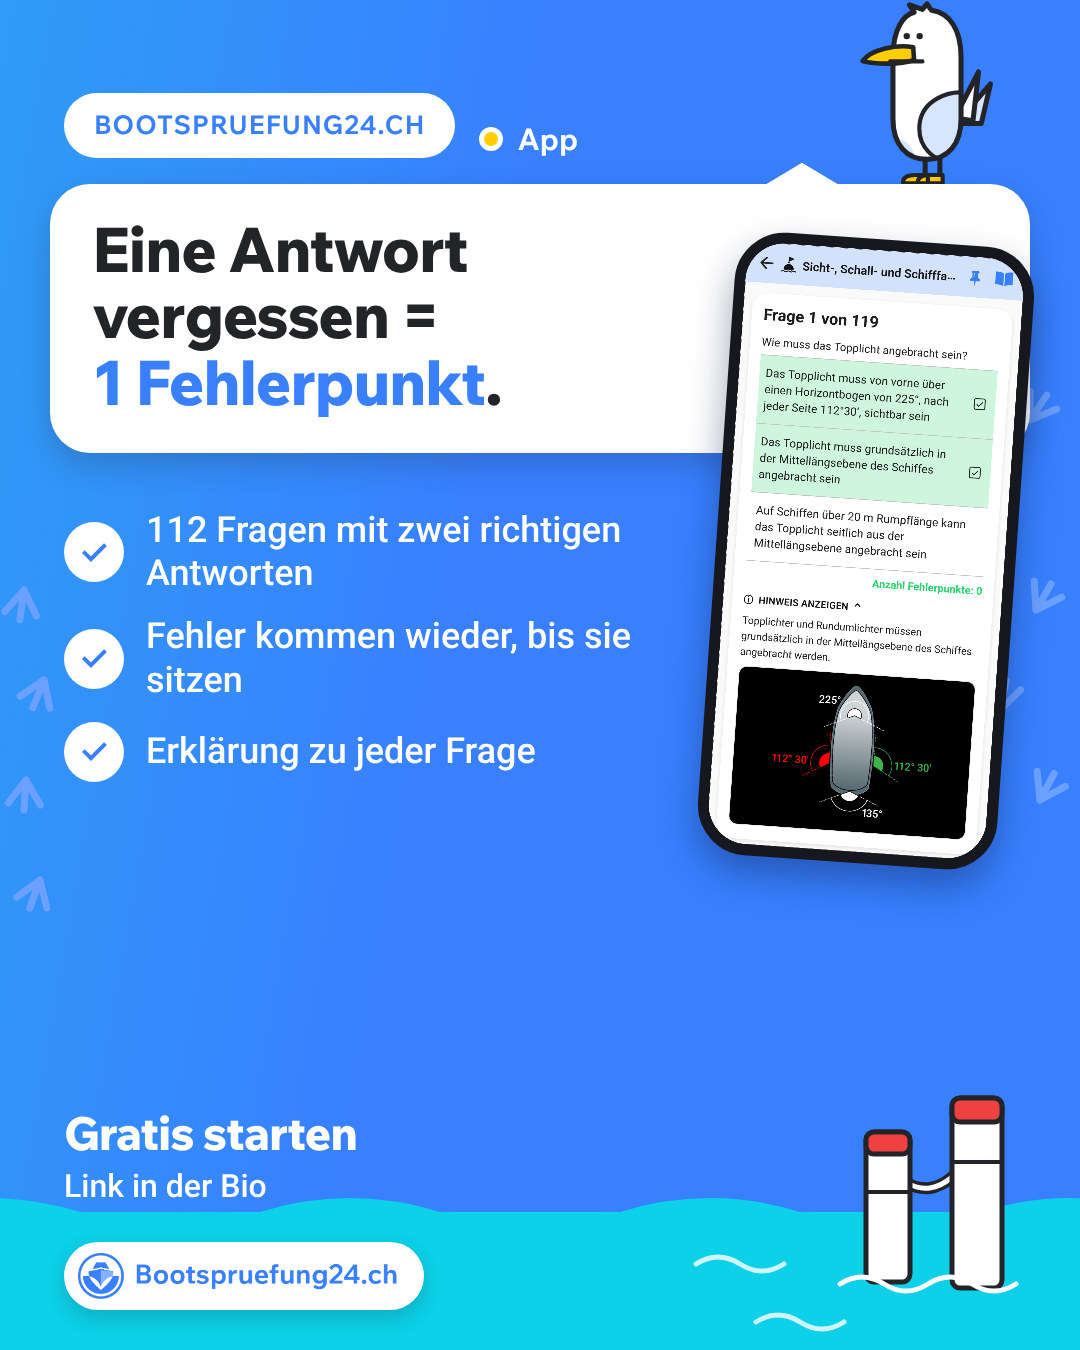 BOOTSPRUEFUNG24.CH
App
Eine Antwort
vergessen =
1 Fehlerpunkt.
112 Fragen mit zwei richtigen
Antworten
Fehler kommen wieder, bis sie
sitzen
Erklärung zu jeder Frage
Sicht-, Schall- und Schifffa...
Frage 1 von 119
Wie muss das Topplicht angebracht sein?
Das Topplicht muss von vorne über
einen Horizontbogen von 225°, nach
jeder Seite 112°30', sichtbar sein
Das Topplicht muss grundsätzlich in
der Mittellängsebene des Schiffes
angebracht sein
Auf Schiffen über 20 m Rumpflänge kann
das Topplicht seitlich aus der
Mittellängsebene angebracht sein
Anzahl Fehlerpunkte: 0
HINWEIS ANZEIGEN
Topplichter und Rundumlichter müssen
grundsätzlich in der Mittellängsebene des Schiffes
angebracht werden.
225°
112° 30'
112° 30'
135°
Gratis starten
Link in der Bio
Bootspruefung24.ch